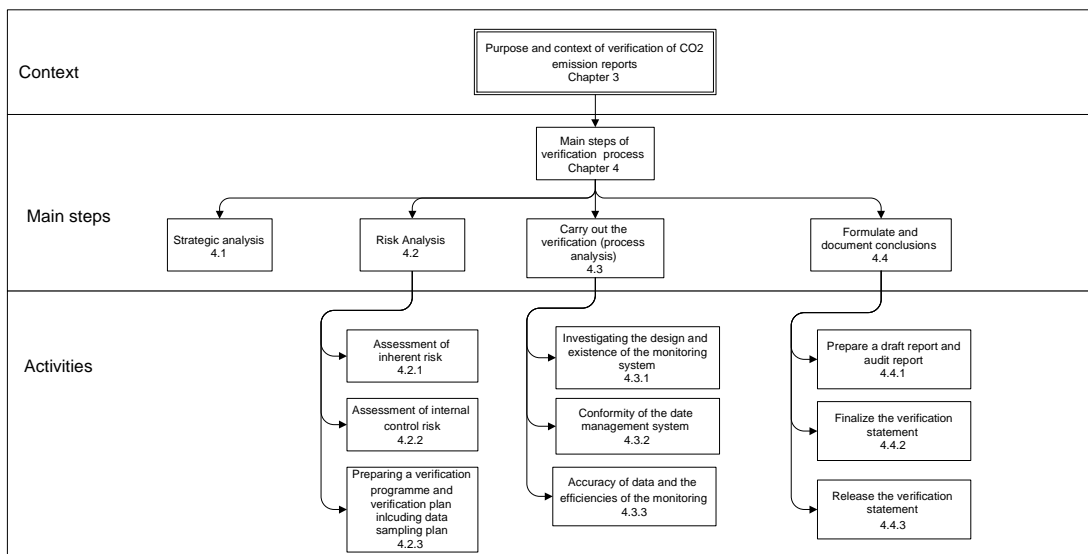 Context
Purpose and context of verification of CO2
emission reports
Chapter 3
Main steps
Main steps of
verification process
Chapter 4
Strategic analysis
4.1
Risk Analysis
4.2
Carry out the
verification (process
analysis)
4.3
Formulate and
document conclusions
4.4
Activities
Assessment of
inherent risk
4.2.1
Assessment of internal
control risk
4.2.2
Preparing a verification
programme and
verification plan
inlcuding data
sampling plan
4.2.3
Investigating the design and
existence of the monitoring
system
4.3.1
Conformity of the date
management system
4.3.2
Accuracy of data and the
efficiencies of the monitoring
4.3.3
Prepare a draft report and
audit report
4.4.1
Finalize the verification
statement
4.4.2
Release the verification
statement
4.4.3